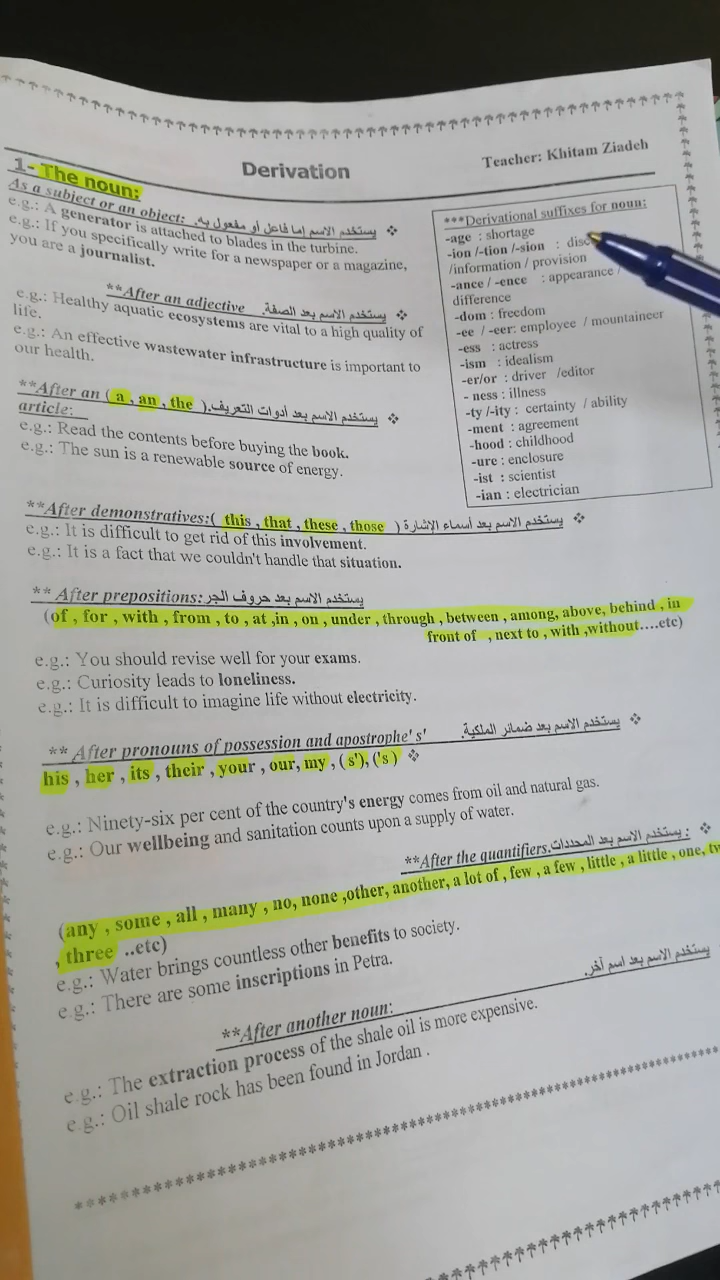 Derivation
Teacher: Khitam Ziadeh
1- The noun:
As a subject or an object: يستخدم الاسم إما فاعل أو مفعول به.
e.g.: A generator is attached to blades in the turbine.
e.g.: If you specifically write for a newspaper or a magazine,
you are a journalist.
**After an adjective يستخدم الاسم بعد الصفة.
e.g.: Healthy aquatic ecosystems are vital to a high quality of
life.
e.g.: An effective wastewater infrastructure is important to
our health.
**After an ( a , an , the ) يستخدم الاسم بعد أدوات التعريف.
article:
e.g.: Read the contents before buying the book.
e.g.: The sun is a renewable source of energy.
***Derivational suffixes for noun:
-age : shortage
-ion /-tion /-sion : disc
/information / provision
-ance / -ence : appearance /
difference
-dom : freedom
-ee / -eer: employee / mountaineer
-ess : actress
-ism : idealism
-er/or : driver /editor
- ness : illness
-ty /-ity : certainty / ability
-ment : agreement
-hood : childhood
-ure : enclosure
-ist : scientist
-ian : electrician
**After demonstratives:( this , that , these , those ) يستخدم الاسم بعد أسماء الإشارة
e.g.: It is difficult to get rid of this involvement.
e.g.: It is a fact that we couldn't handle that situation.
** After prepositions: يستخدم الاسم بعد حروف الجر
(of , for , with , from , to , at ,in , on , under , through , between , among, above, behind , in
front of , next to , with ,without….etc)
e.g.: You should revise well for your exams.
e.g.: Curiosity leads to loneliness.
e.g.: It is difficult to imagine life without electricity.
** After pronouns of possession and apostrophe' s' يستخدم الاسم بعد ضمائر الملكية.
his , her , its , their , your , our, my , ( s'), ('s )
e.g.: Ninety-six per cent of the country's energy comes from oil and natural gas.
e.g.: Our wellbeing and sanitation counts upon a supply of water.
**After the quantifiers. يستخدم الاسم بعد المحددات :
(any , some , all , many , no, none ,other, another, a lot of , few , a few , little , a little , one, tw
, three ..etc)
e.g.: Water brings countless other benefits to society.
e.g.: There are some inscriptions in Petra.
**After another noun: يستخدم الاسم بعد اسم آخر.
e.g.: The extraction process of the shale oil is more expensive.
e.g.: Oil shale rock has been found in Jordan .